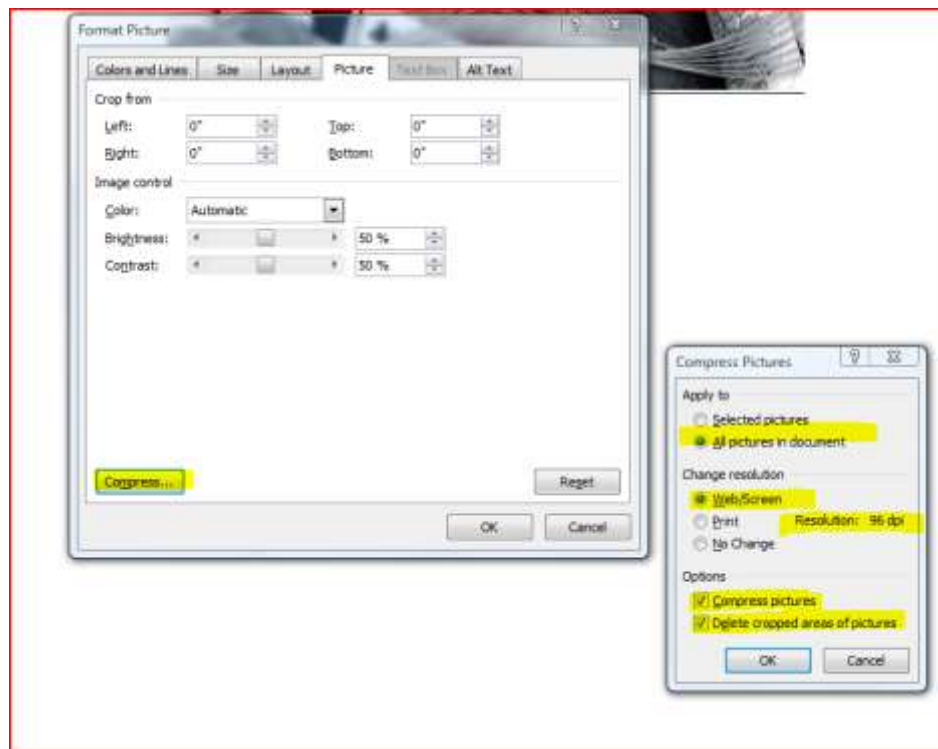 Format Picture
Colors and Lines Size Layout Picture Text Box Alt Text
Crop from
Left: 0" Top: 0"
Right: 0" Bottom: 0"
Image control
Color: Automatic
Brightness: 50 %
Contrast: 50 %
Compress... Reset
OK Cancel
Compress Pictures
Apply to
Selected pictures
All pictures in document
Change resolution
Web/Screen
Print Resolution: 96 dpi
No Change
Options
Compress pictures
Delete cropped areas of pictures
OK Cancel